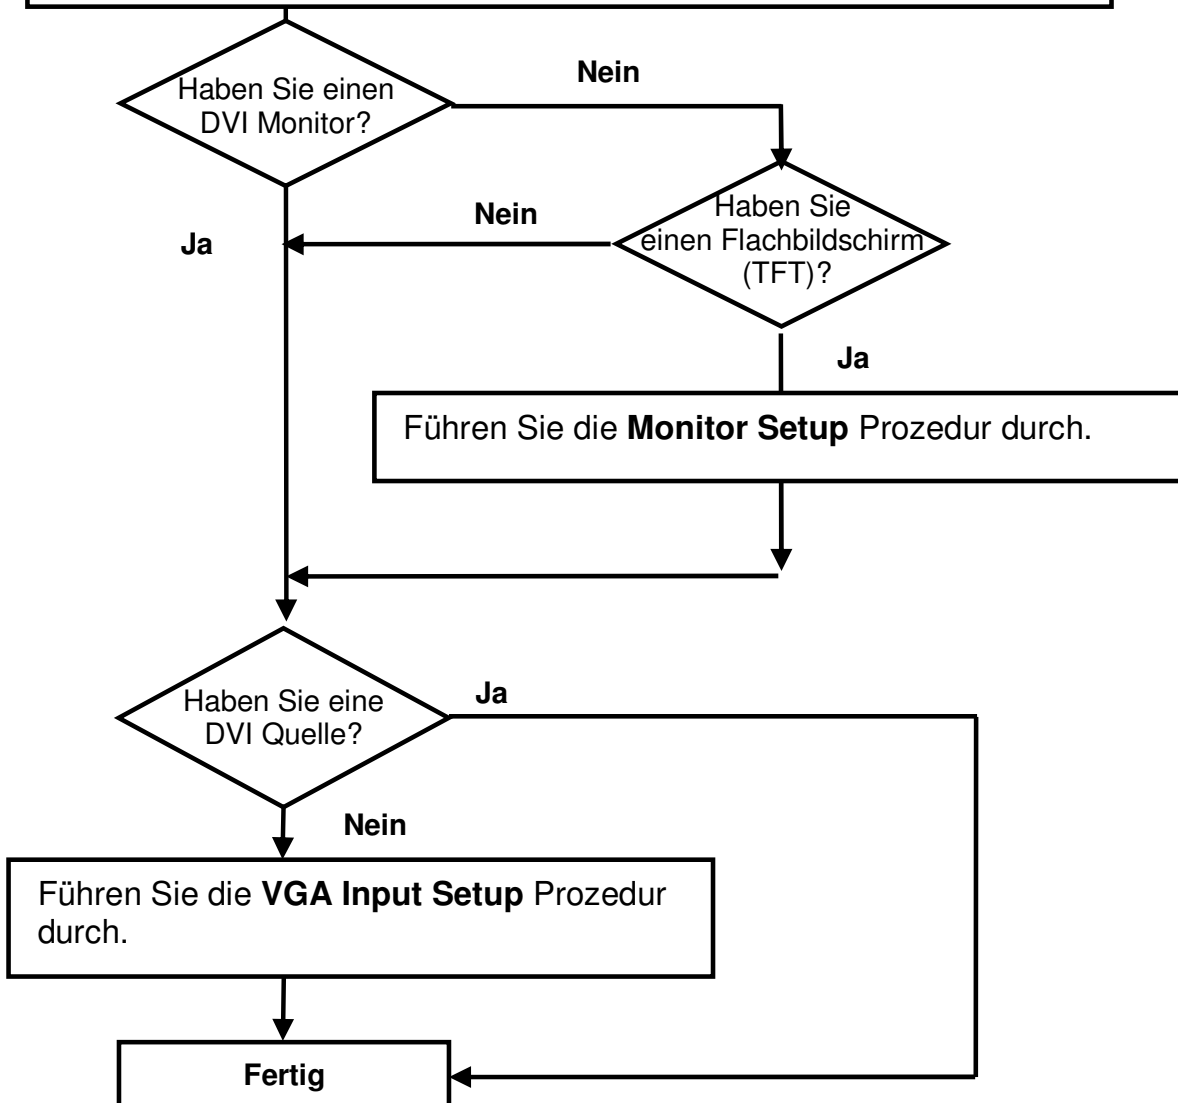 Haben Sie einen
DVI Monitor?
Nein
Haben Sie
einen Flachbildschirm
(TFT)?
Nein
Ja
Ja
Führen Sie die Monitor Setup Prozedur durch.
Haben Sie eine
DVI Quelle?
Ja
Nein
Führen Sie die VGA Input Setup Prozedur
durch.
Fertig